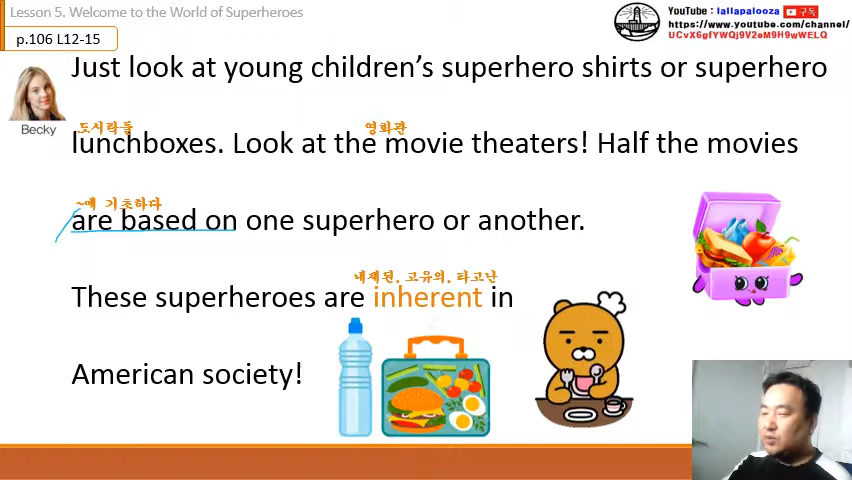 Lesson 5. Welcome to the World of Superheroes
YouTube : lallapalooza 구독
https://www.youtube.com/channel/
UCvX6gfYWQj9V2eM9H9wWELQ
p.106 L12-15
Just look at young children's superhero shirts or superhero
Becky
도시락들
영화관
lunchboxes. Look at the movie theaters! Half the movies
~에 기초하다
are based on one superhero or another.
내재된, 고유의, 타고난
These superheroes are inherent in
American society!